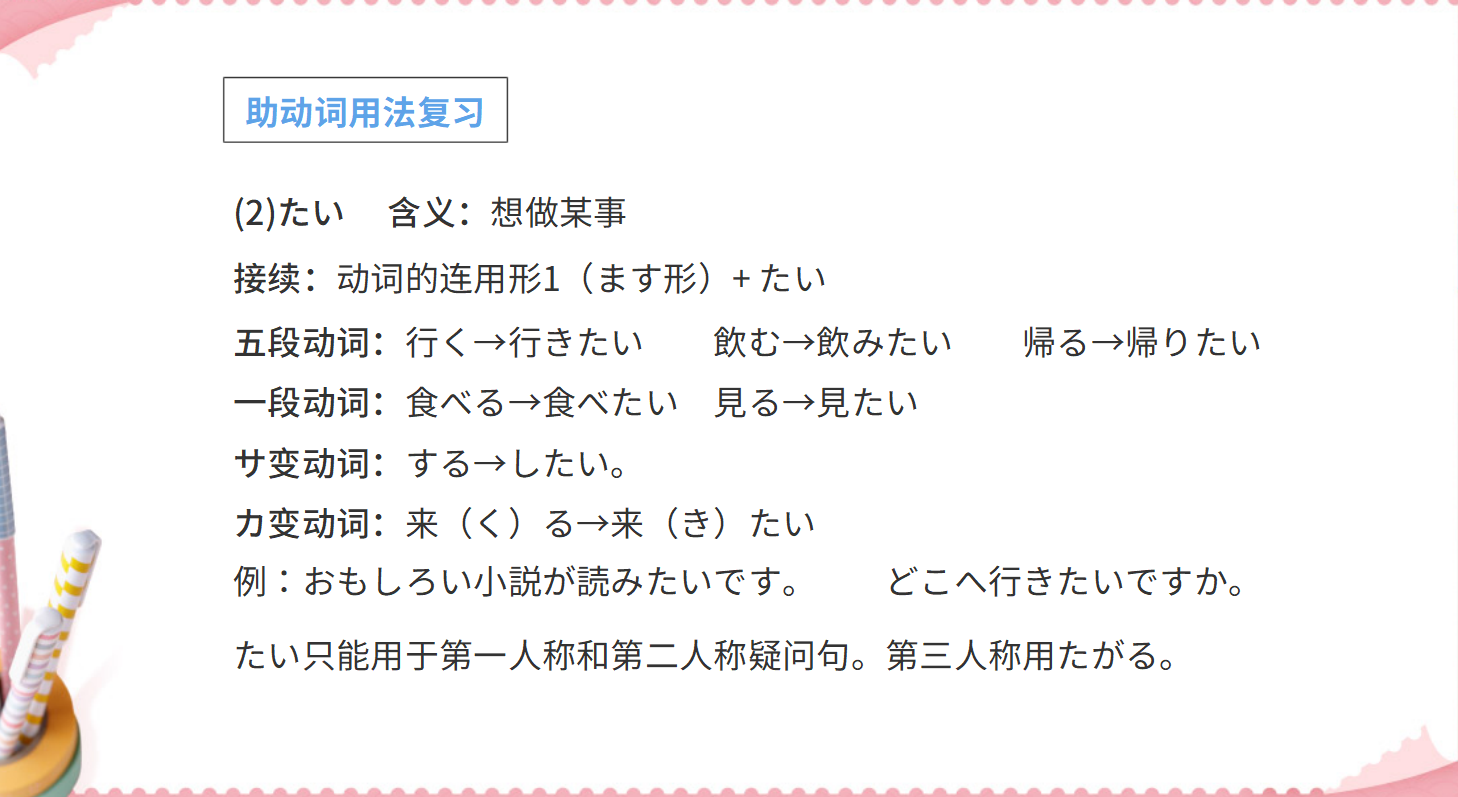 助动词用法复习
(2)たい 含义：想做某事
接续：动词的连用形1（ます形）+ たい
五段动词：行く→行きたい 飲む→飲みたい 帰る→帰りたい
一段动词：食べる→食べたい 見る→見たい
サ变动词：する→したい。
カ变动词：来（く）る→来（き）たい
例：おもしろい小説が読みたいです。 どこへ行きたいですか。
たい只能用于第一人称和第二人称疑问句。第三人称用たがる。